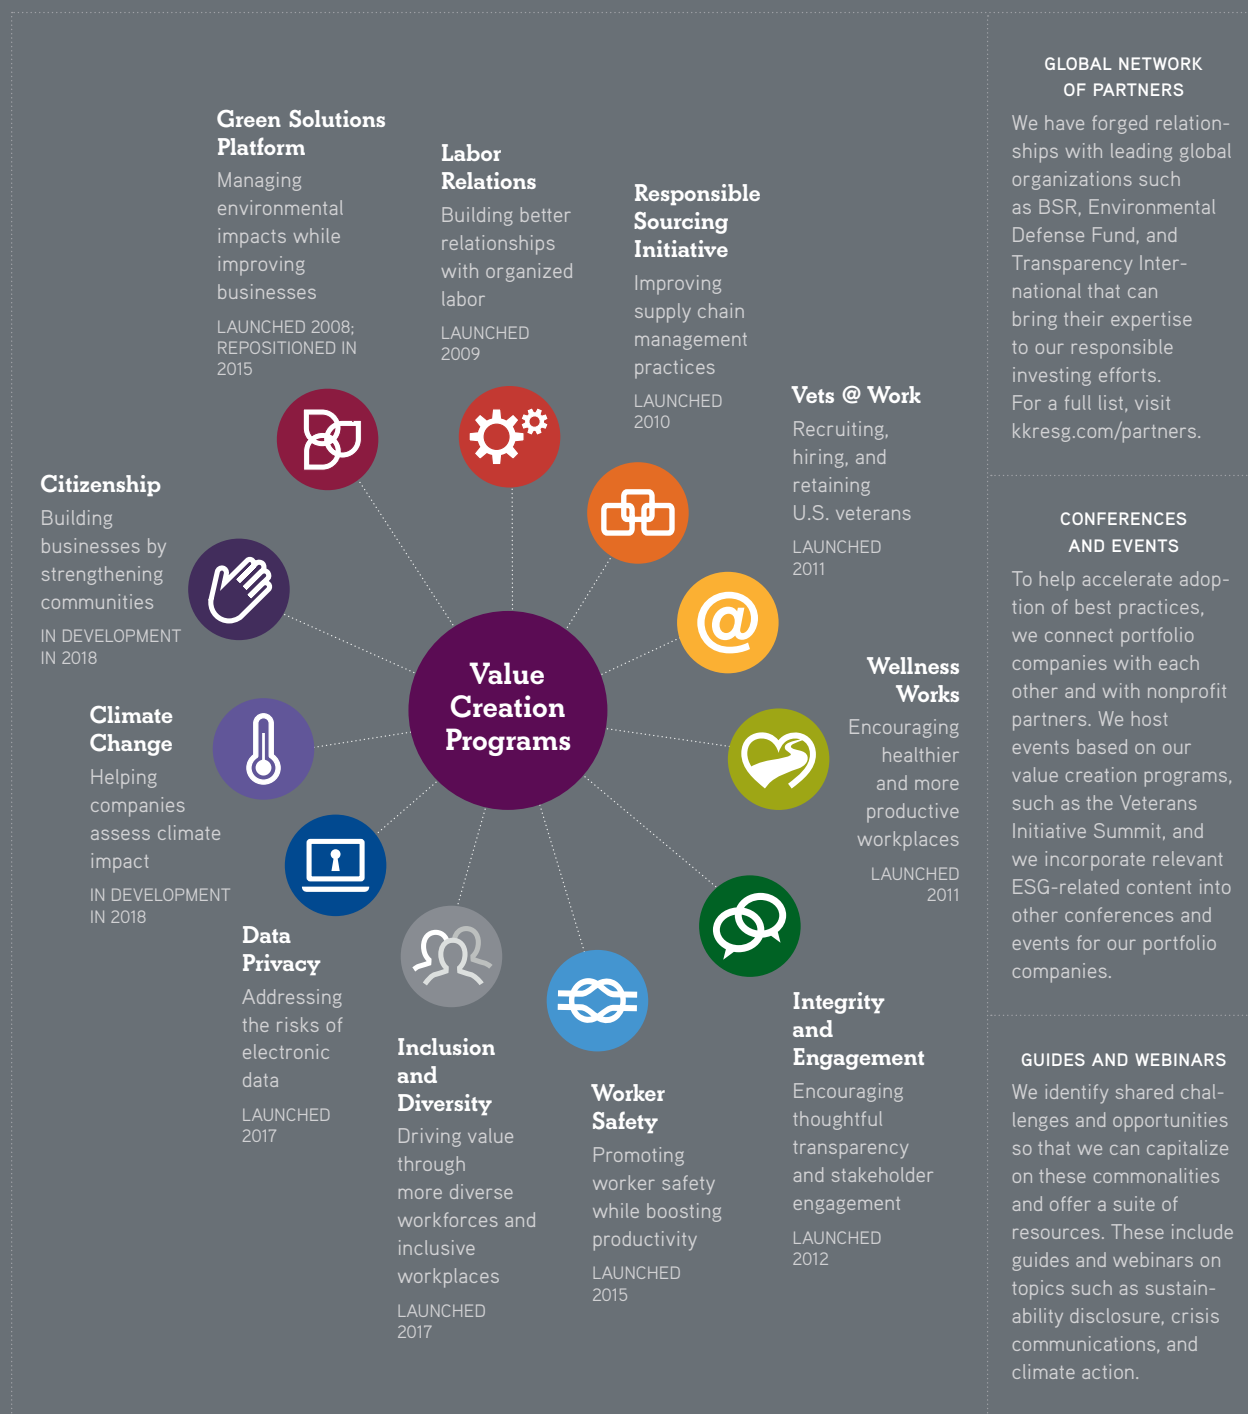 Green Solutions
Platform
Managing
environmental
impacts while
improving
businesses
LAUNCHED 2008;
REPOSITIONED IN
2015
Labor
Relations
Building better
relationships
with organized
labor
LAUNCHED
2009
Responsible
Sourcing
Initiative
Improving
supply chain
management
practices
LAUNCHED
2010
Vets @ Work
Recruiting,
hiring, and
retaining
U.S. veterans
LAUNCHED
2011
@
Wellness
Works
Encouraging
healthier
and more
productive
workplaces
LAUNCHED
2011
Integrity
and
Engagement
Encouraging
thoughtful
transparency
and stakeholder
engagement
LAUNCHED
2012
Worker
Safety
Promoting
worker safety
while boosting
productivity
LAUNCHED
2015
Inclusion
and
Diversity
Driving value
through
more diverse
workforces and
inclusive
workplaces
LAUNCHED
2017
Data
Privacy
Addressing
the risks of
electronic
data
LAUNCHED
2017
Climate
Change
Helping
companies
assess climate
impact
IN DEVELOPMENT
IN 2018
Citizenship
Building
businesses by
strengthening
communities
IN DEVELOPMENT
IN 2018
Value
Creation
Programs
GLOBAL NETWORK
OF PARTNERS
We have forged relation-
ships with leading global
organizations such
as BSR, Environmental
Defense Fund, and
Transparency Inter-
national that can
bring their expertise
to our responsible
investing efforts.
For a full list, visit
kkresg.com/partners.
CONFERENCES
AND EVENTS
To help accelerate adop-
tion of best practices,
we connect portfolio
companies with each
other and with nonprofit
partners. We host
events based on our
value creation programs,
such as the Veterans
Initiative Summit, and
we incorporate relevant
ESG-related content into
other conferences and
events for our portfolio
companies.
GUIDES AND WEBINARS
We identify shared chal-
lenges and opportunities
so that we can capitalize
on these commonalities
and offer a suite of
resources. These include
guides and webinars on
topics such as sustain-
ability disclosure, crisis
communications, and
climate action.